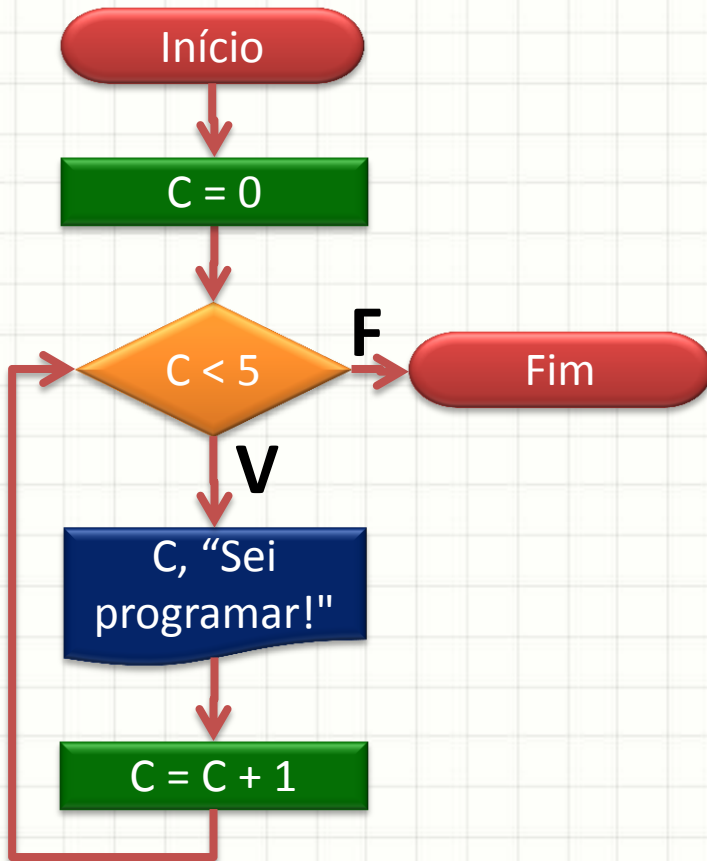 Início
C = 0
C < 5
F
Fim
V
C, “Sei
programar!"
C = C + 1